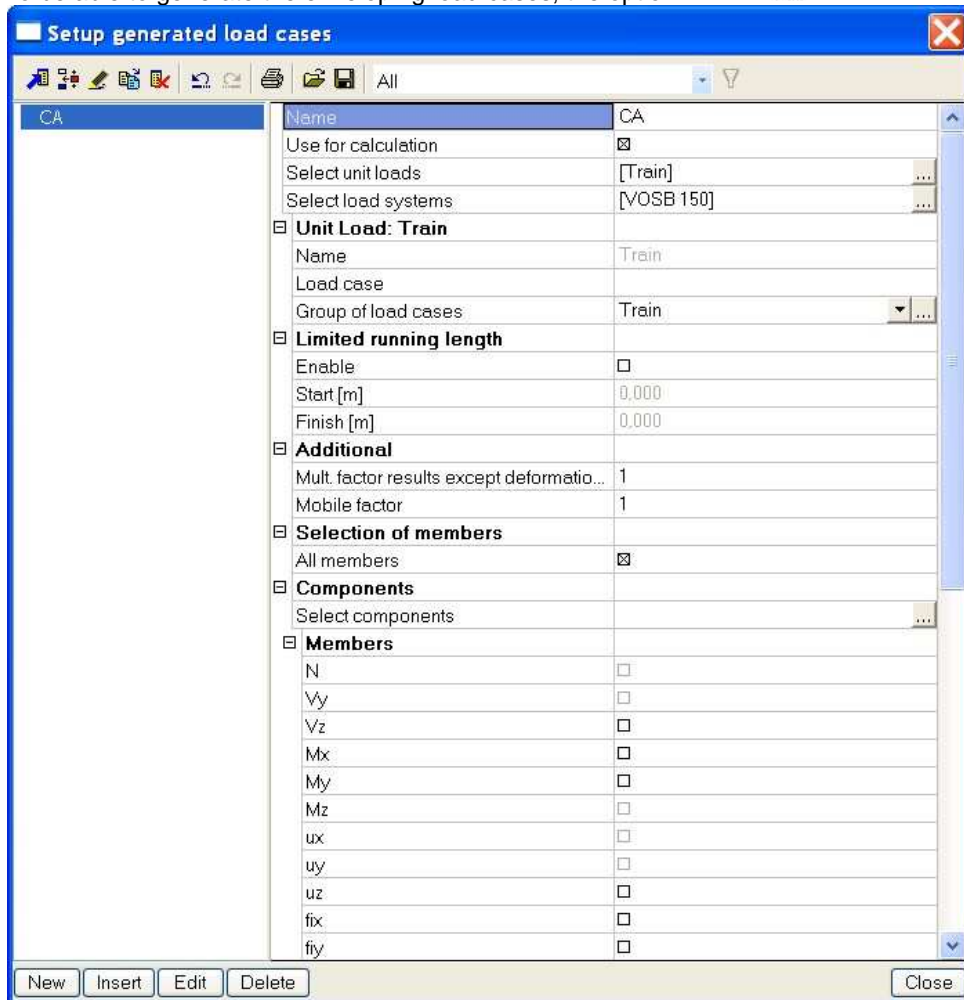 Setup generated load cases
All
CA
Name CA
Use for calculation
Select unit loads [Train] ...
Select load systems [VOSB 150] ...
Unit Load: Train
Name Train
Load case
Group of load cases Train ...
Limited running length
Enable
Start [m] 0,000
Finish [m] 0,000
Additional
Mult. factor results except deformatio... 1
Mobile factor 1
Selection of members
All members
Components
Select components ...
Members
N
Vy
Vz
Mx
My
Mz
ux
uy
uz
fix
fiy
New Insert Edit Delete Close